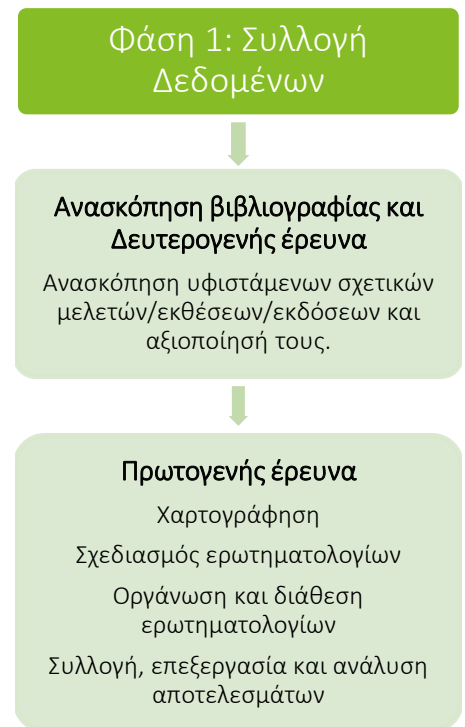 Φάση 1: Συλλογή
Δεδομένων
Ανασκόπηση βιβλιογραφίας και
Δευτερογενής έρευνα
Ανασκόπηση υφιστάμενων σχετικών
μελετών/εκθέσεων/εκδόσεων και
αξιοποίησή τους.
Πρωτογενής έρευνα
Χαρτογράφηση
Σχεδιασμός ερωτηματολογίων
Οργάνωση και διάθεση
ερωτηματολογίων
Συλλογή, επεξεργασία και ανάλυση
αποτελεσμάτων